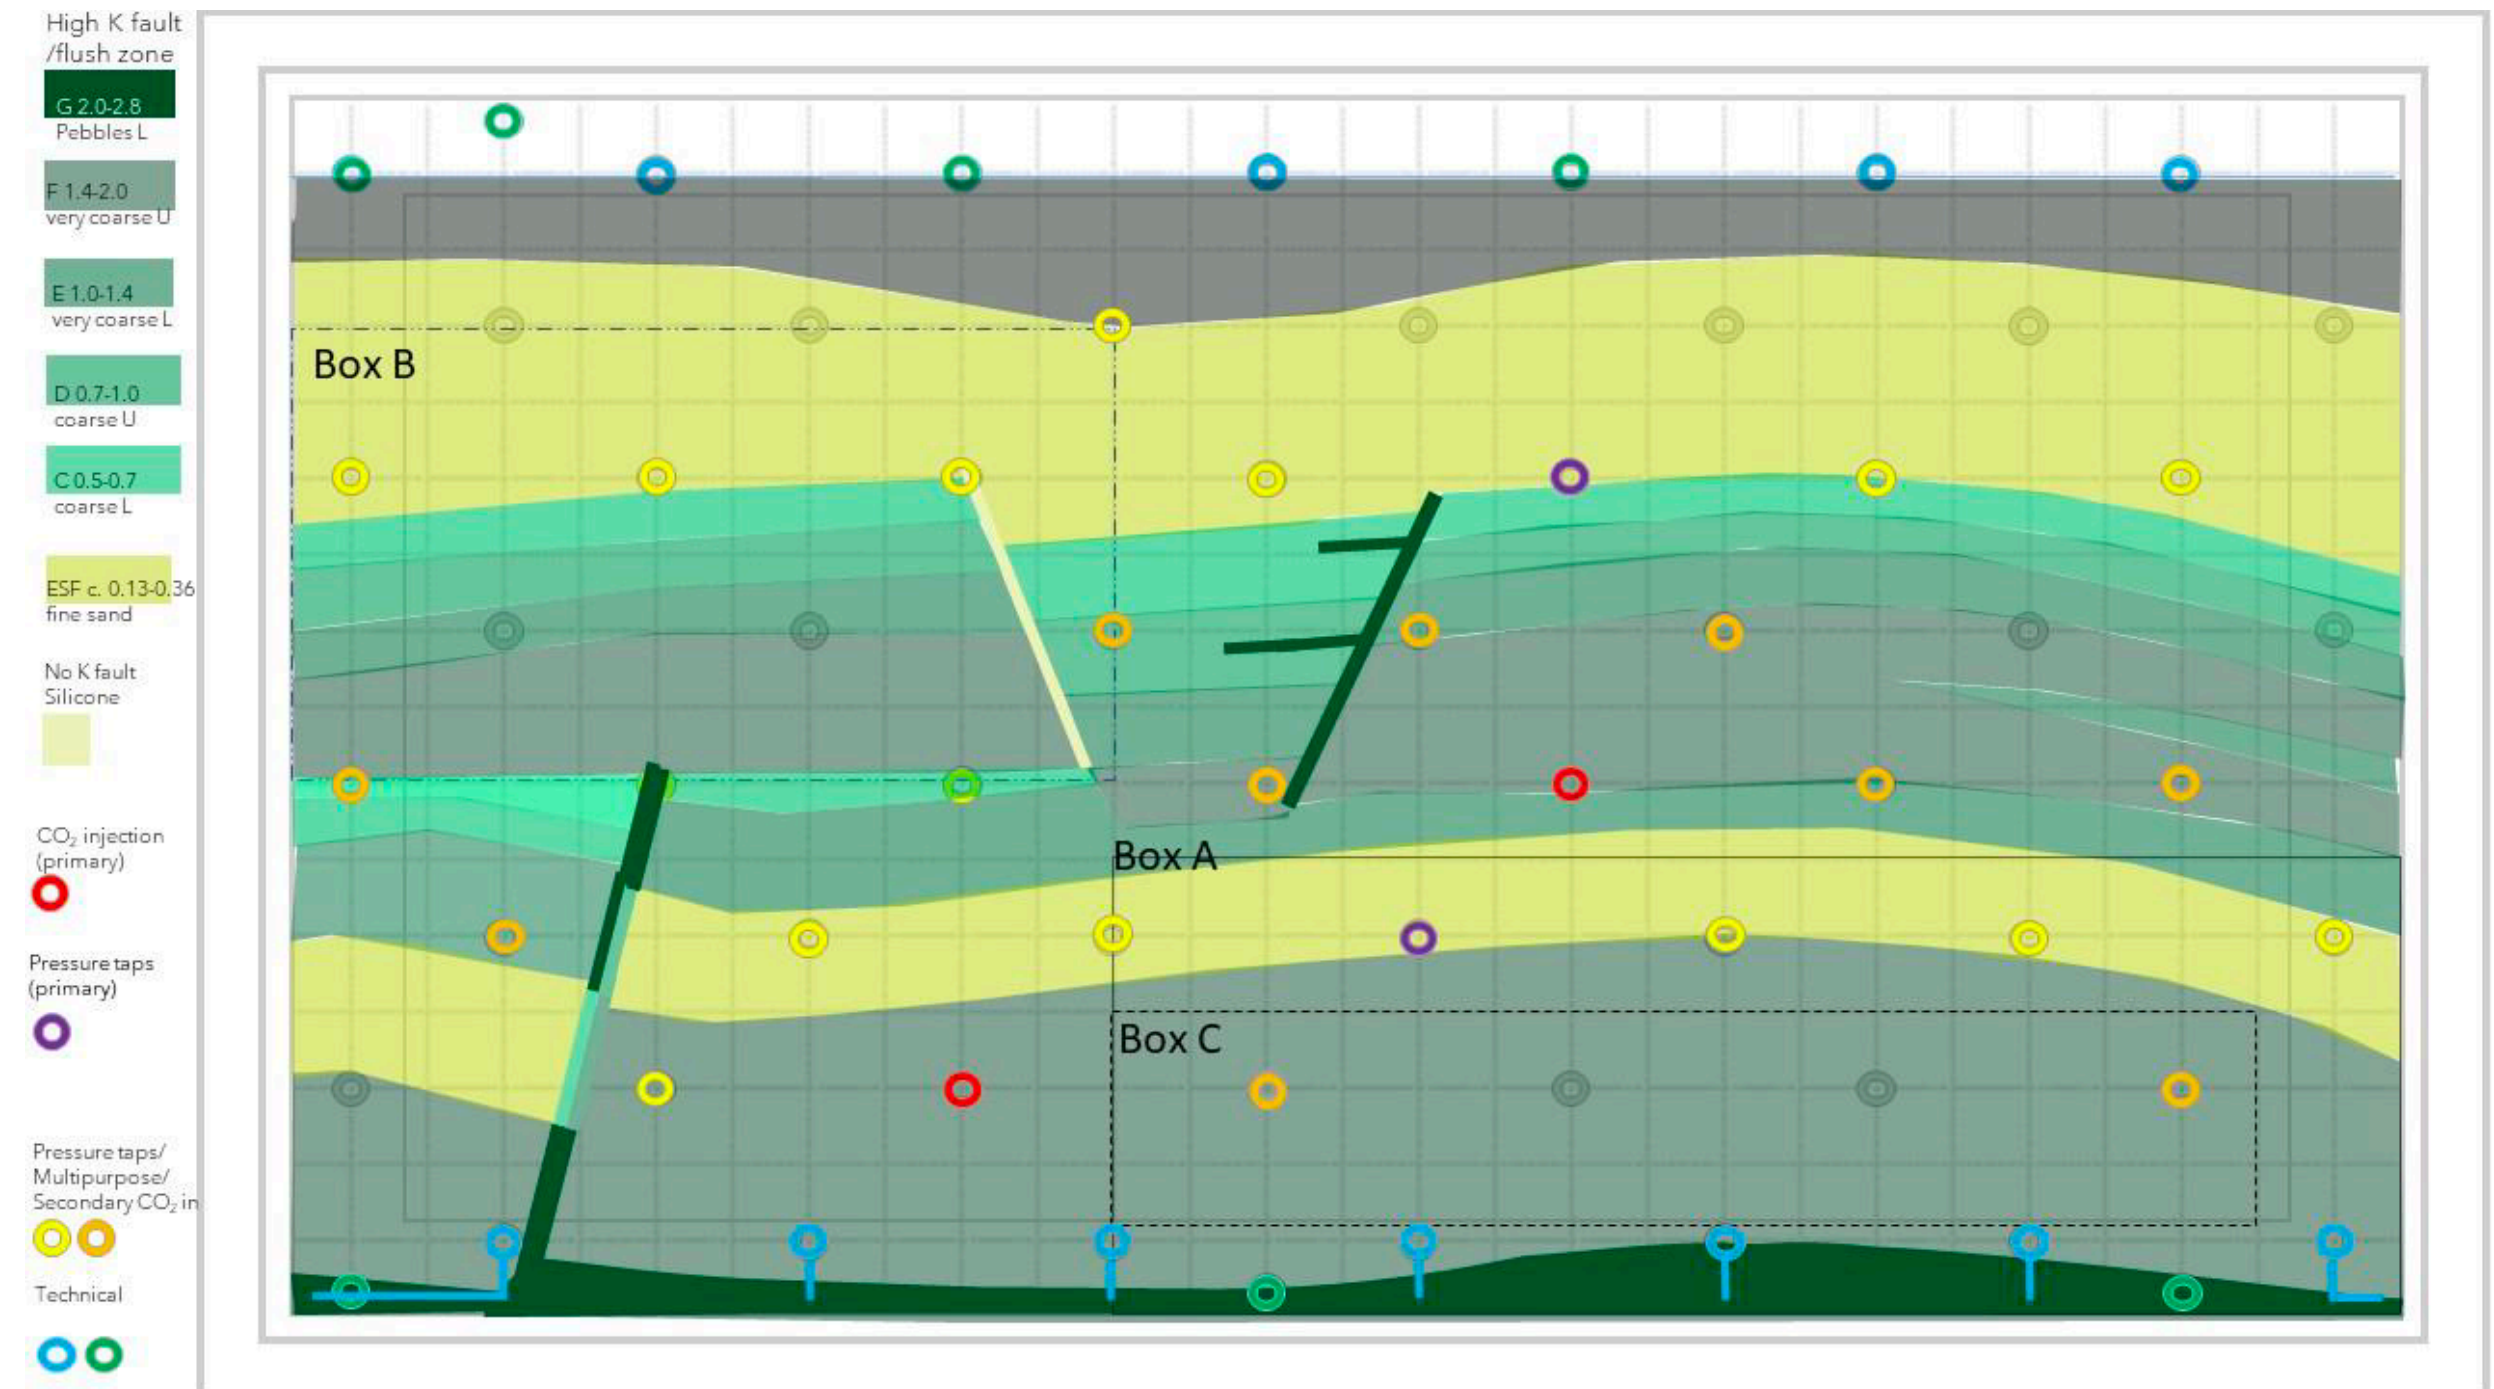 High K fault
/flush zone
G 2.0-2.8
Pebbles L
F 1.4-2.0
very coarse U
E 1.0-1.4
very coarse L
D 0.7-1.0
coarse U
C 0.5-0.7
coarse L
ESF c. 0.13-0.36
fine sand
No K fault
Silicone
CO₂ injection
(primary)
Pressure taps
(primary)
Pressure taps/
Multipurpose/
Secondary CO₂ in
Technical
Box B
Box A
Box C